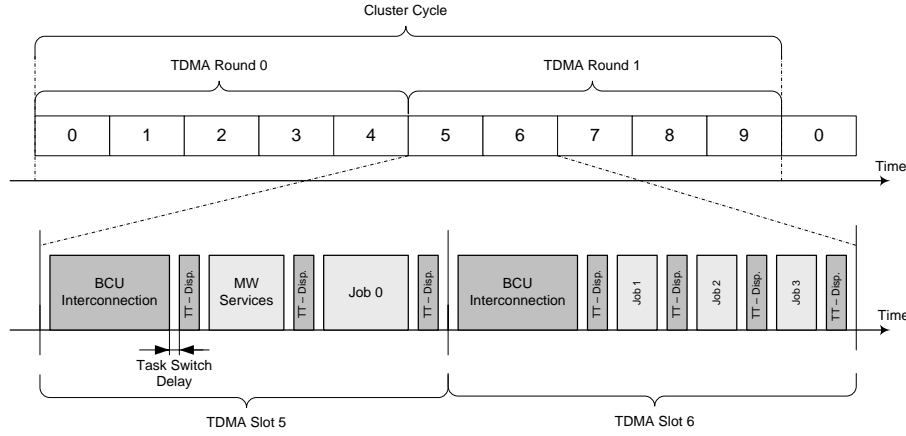 Cluster Cycle
TDMA Round 0
TDMA Round 1
0 1 2 3 4 5 6 7 8 9 0
Time
BCU
Interconnection
TT – Disp.
MW
Services
TT – Disp.
Job 0
TT – Disp.
BCU
Interconnection
TT – Disp.
Job 1
TT – Disp.
Job 2
TT – Disp.
Job 3
TT – Disp.
Time
Task Switch
Delay
TDMA Slot 5
TDMA Slot 6